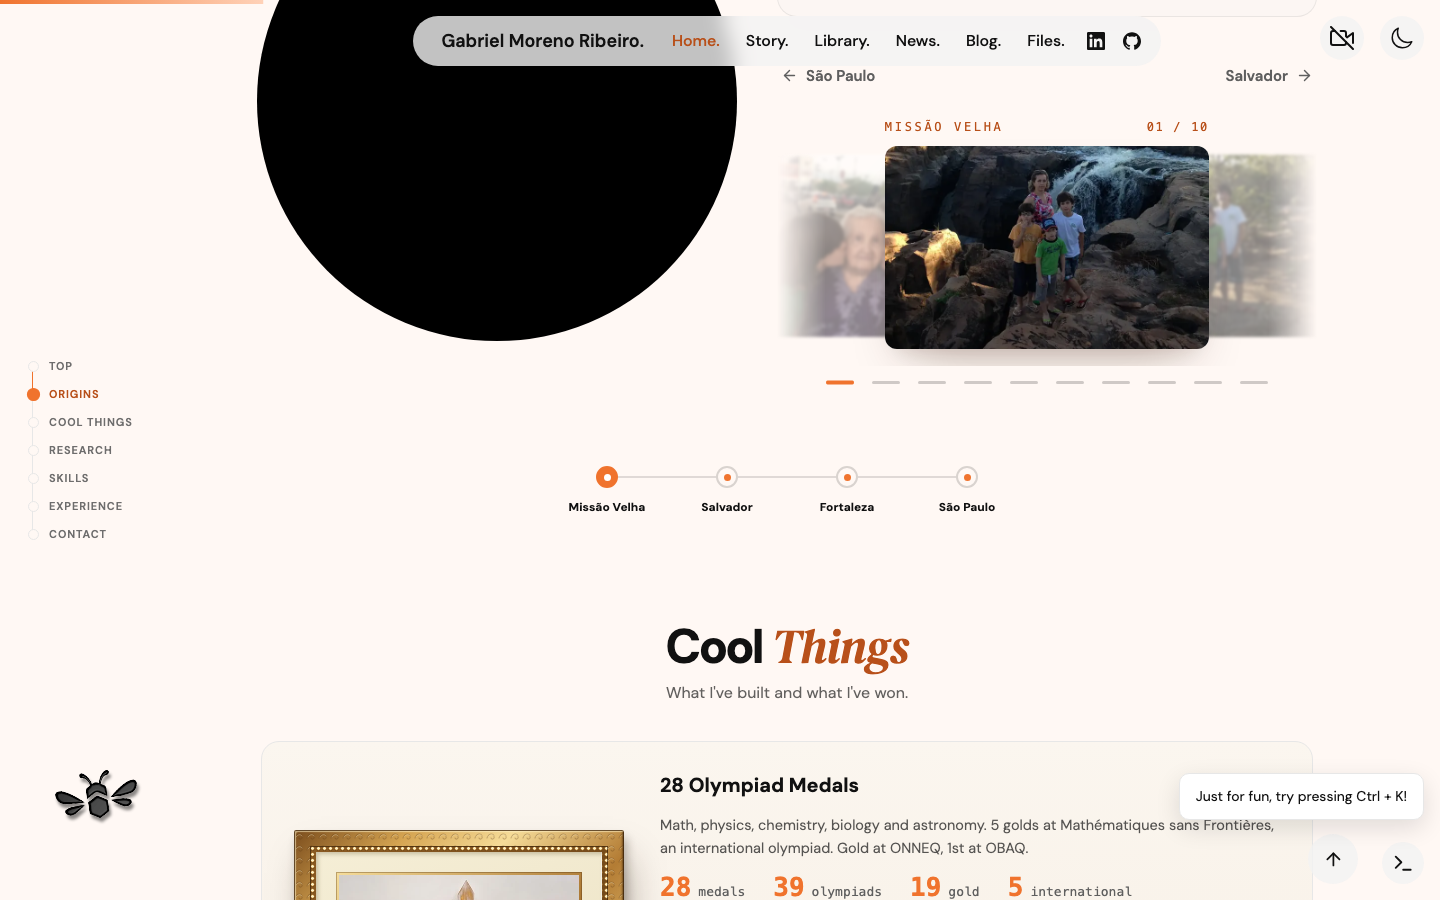 Gabriel Moreno Ribeiro.
Home.
Story.
Library.
News.
Blog.
Files.
São Paulo
Salvador
MISSÃO VELHA
01 / 10
TOP
ORIGINS
COOL THINGS
RESEARCH
SKILLS
EXPERIENCE
CONTACT
Missão Velha
Salvador
Fortaleza
São Paulo
Cool Things
What I've built and what I've won.
28 Olympiad Medals
Math, physics, chemistry, biology and astronomy. 5 golds at Mathématiques sans Frontières,
an international olympiad. Gold at ONNEQ, 1st at OBAQ.
28 medals
39 olympiads
19 gold
5 international
Just for fun, try pressing Ctrl + K!